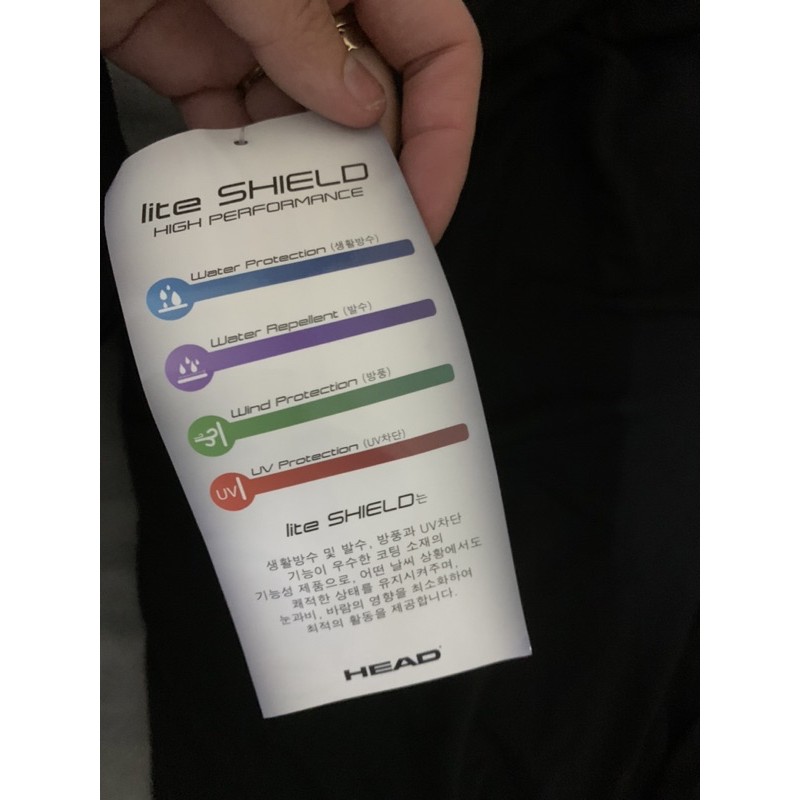 lite SHIELD
HIGH PERFORMANCE
Water Protection (생활방수)
Water Repellent (발수)
Wind Protection (방풍)
UV Protection (UV차단)
UV
lite SHIELD는
생활방수 및 발수, 방풍과 UV차단
기능이 우수한 코팅 소재의
기능성 제품으로, 어떤 날씨 상황에서도
쾌적한 상태를 유지시켜주며,
눈과비, 바람의 영향을 최소화하여
최적의 활동을 제공합니다.
HEAD